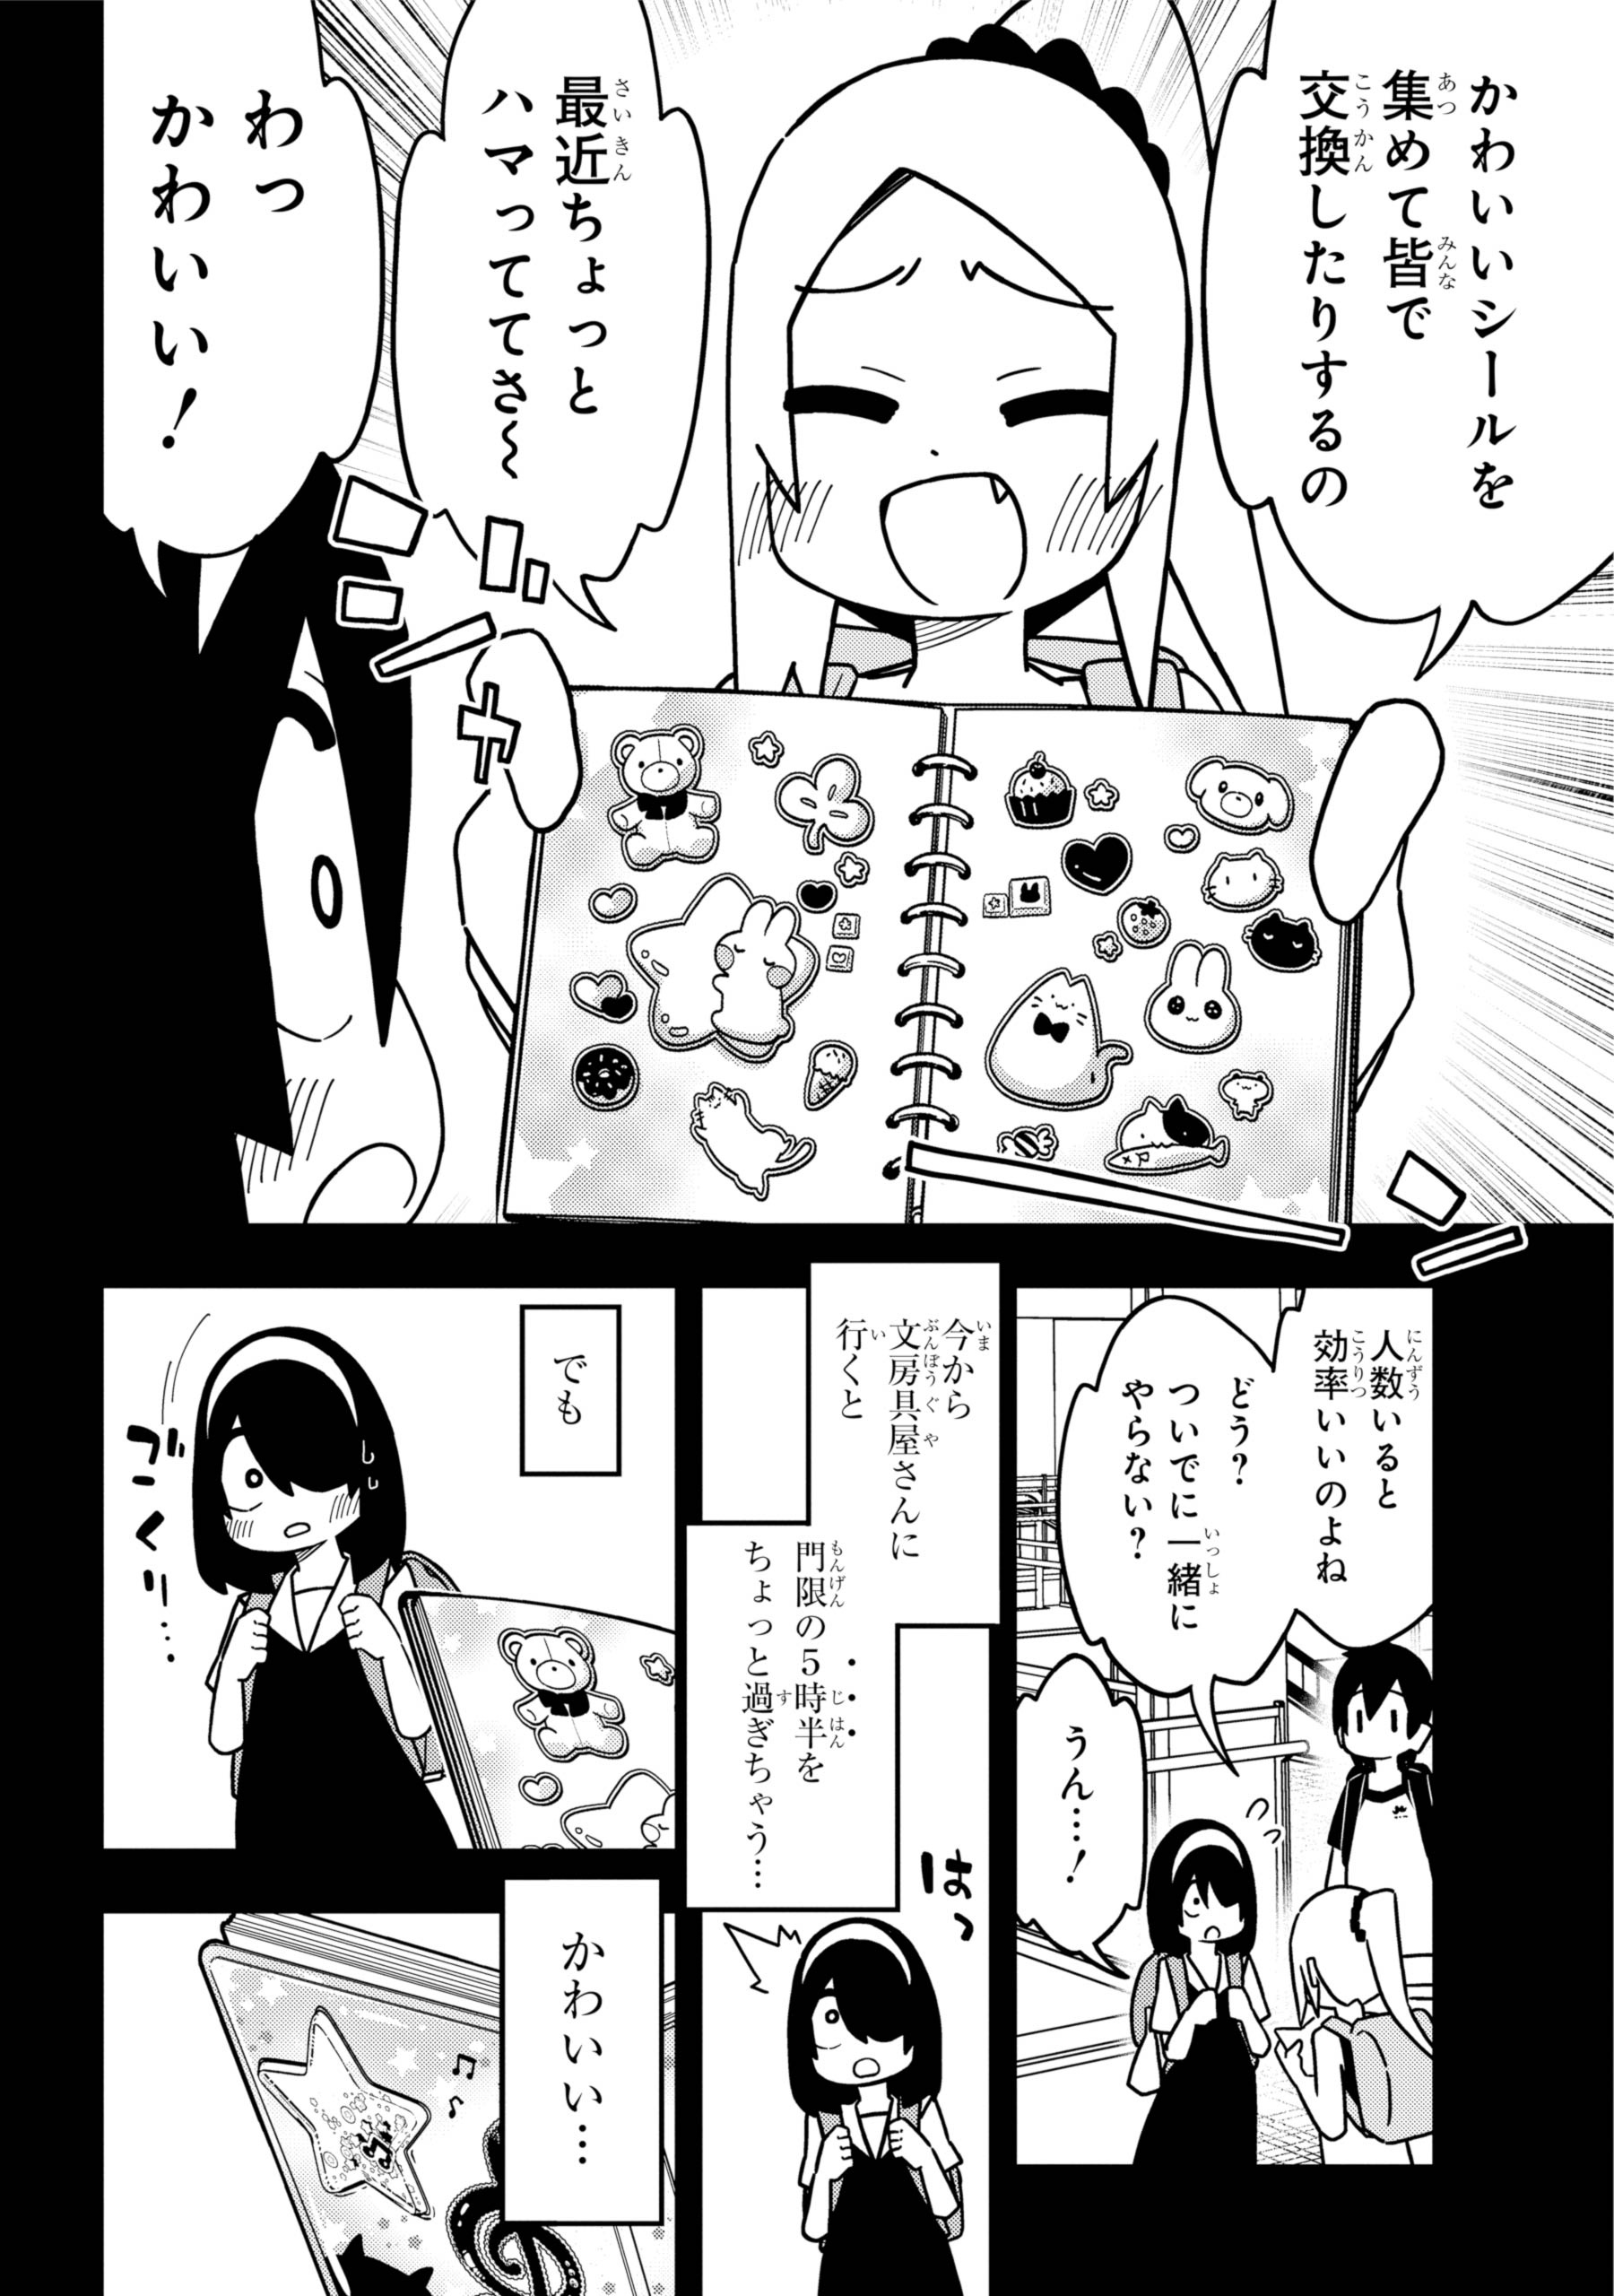 かわいいシールを
集めて皆で
交換したりするの
最近ちょっと
ハマっててさ～
わっ
かわいい！
キラ
人数いると
効率いいのよね
どう？
ついでに一緒に
やらない？
うん…！
今から
文房具屋さんに
行くと
門限の5時半を
ちょっと過ぎちゃう…
はっ
でも
ごくり…
かわいい…